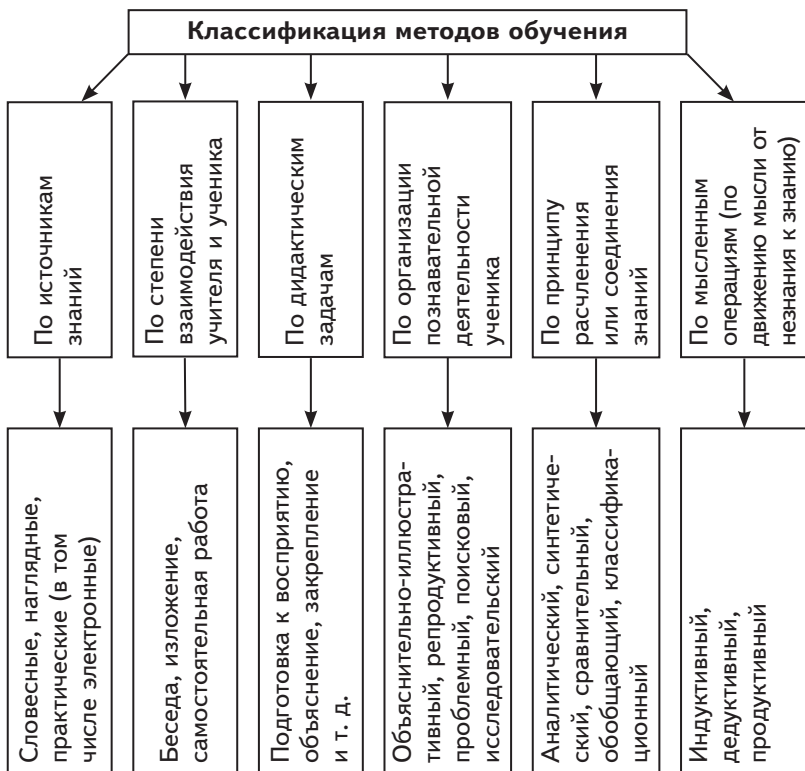 Классификация методов обучения
По источникам
знаний
По степени
взаимодействия
учителя и ученика
По дидактическим
задачам
По организации
познавательной
деятельности
ученика
По принципу
расчленения
или соединения
знаний
По мысленным
операциям (по
движению мысли от
незнания к знанию)
Словесные, наглядные,
практические (в том
числе электронные)
Беседа, изложение,
самостоятельная работа
Подготовка к восприятию,
объяснение, закрепление
и т. д.
Объяснительно-иллюстра-
тивный, репродуктивный,
проблемный, поисковый,
исследовательский
Аналитический, синтетиче-
ский, сравнительный,
обобщающий, классифика-
ционный
Индуктивный,
дедуктивный,
продуктивный